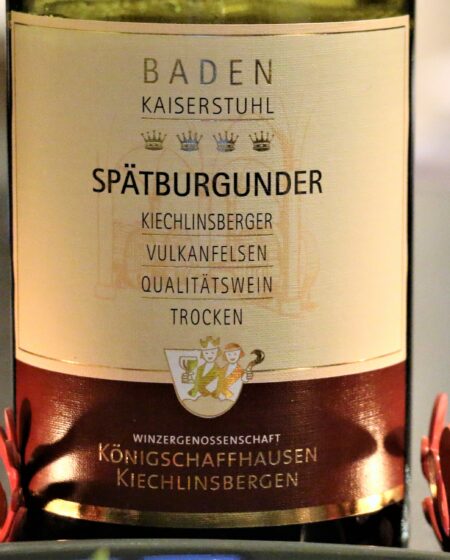 BADEN
KAISERSTUHL
SPÄTBURGUNDER
KIECHLINSBERGER
VULKANFELSEN
QUALITÄTSWEIN
TROCKEN
WINZERGENOSSENSCHAFT
KÖNIGSCHAFFHAUSEN
KIECHLINSBERGEN